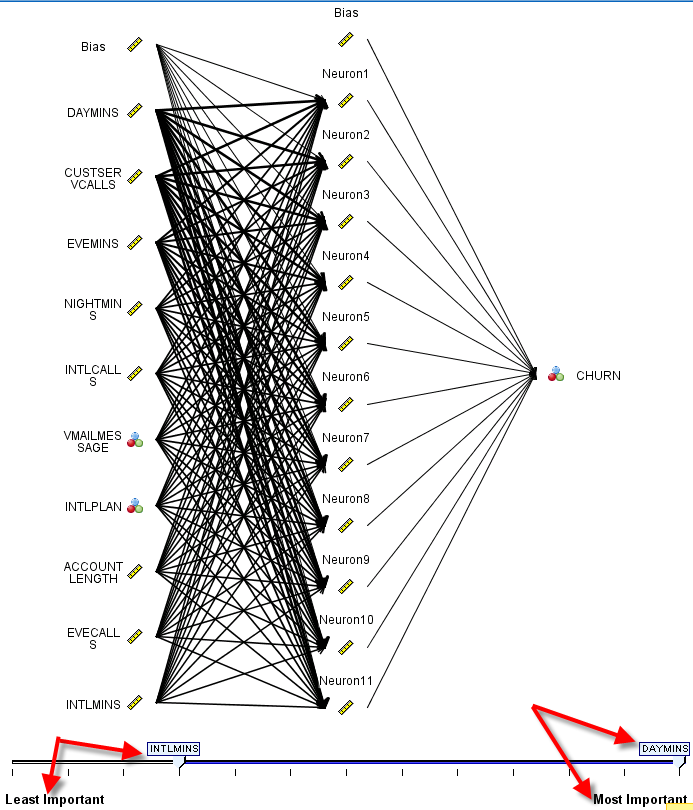 Bias
Bias
Neuron1
DAYMINS
Neuron2
CUSTSER
VCALLS
Neuron3
EVEMINS
Neuron4
NIGHTMIN
S
Neuron5
INTLCALL
S
CHURN
Neuron6
VMAILMES
SAGE
Neuron7
INTLPLAN
Neuron8
ACCOUNT
LENGTH
Neuron9
EVECALL
S
Neuron10
INTLMINS
Neuron11
INTLMINS
DAYMINS
Least Important
Most Important